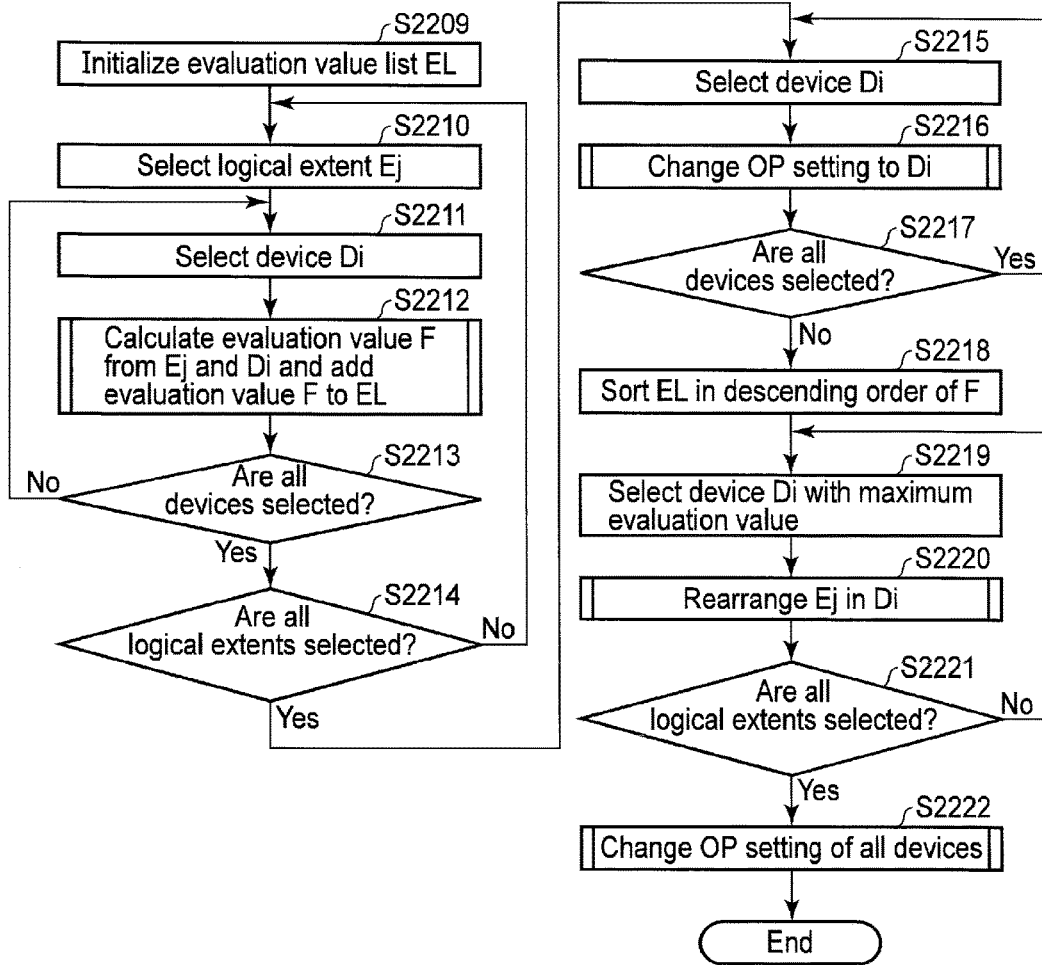 S2209
Initialize evaluation value list EL
S2210
Select logical extent Ej
S2211
Select device Di
S2212
Calculate evaluation value F
from Ej and Di and add
evaluation value F to EL
S2213
No
Are all
devices selected?
Yes
S2214
Are all
logical extents selected?
No
Yes
S2215
Select device Di
S2216
Change OP setting to Di
S2217
Are all
devices selected?
Yes
No
S2218
Sort EL in descending order of F
S2219
Select device Di with maximum
evaluation value
S2220
Rearrange Ej in Di
S2221
Are all
logical extents selected?
No
Yes
S2222
Change OP setting of all devices
End